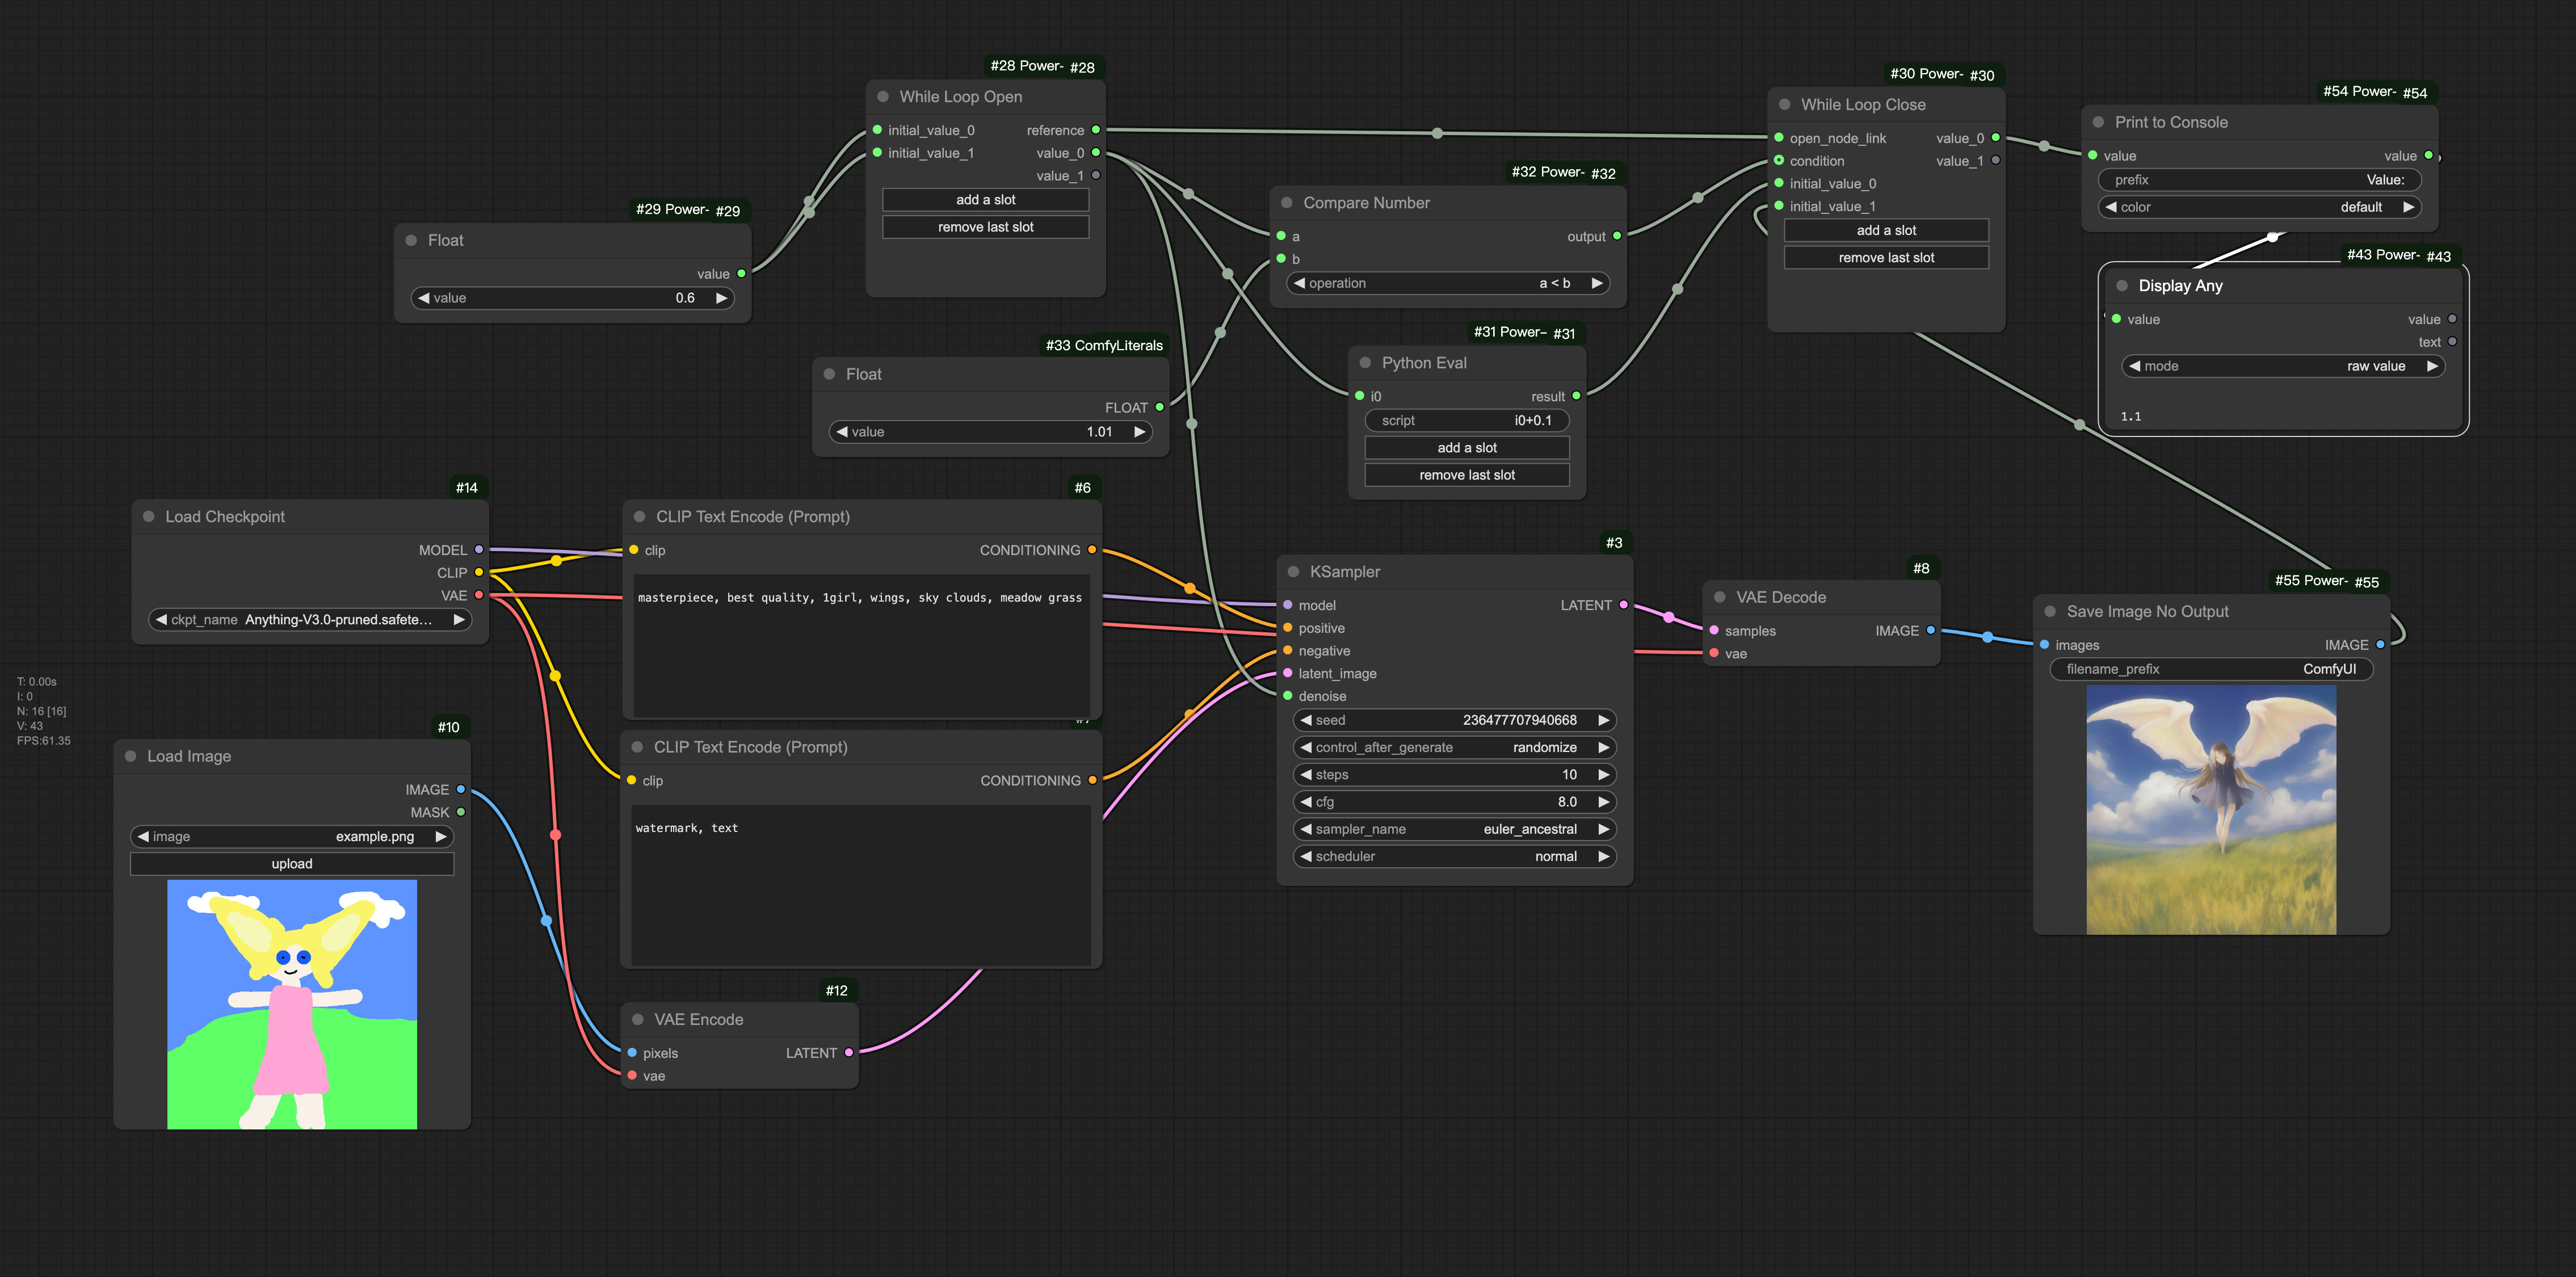 #28 Power- #28
While Loop Open
initial_value_0 reference
initial_value_1 value_0
value_1
add a slot
remove last slot
#30 Power- #30
While Loop Close
open_node_link value_0
condition value_1
initial_value_0
initial_value_1
add a slot
remove last slot
#54 Power- #54
Print to Console
value value
prefix Value:
color default
#29 Power- #29
Float
value
value 0.6
#32 Power- #32
Compare Number
a output
b
operation a < b
#43 Power- #43
Display Any
value value
text
mode raw value
1.1
#33 ComfyLiterals
Float
FLOAT
value 1.01
#31 Power- #31
Python Eval
i0 result
script i0+0.1
add a slot
remove last slot
#14
Load Checkpoint
MODEL
CLIP
VAE
ckpt_name Anything-V3.0-pruned.safete...
#6
CLIP Text Encode (Prompt)
clip CONDITIONING
masterpiece, best quality, 1girl, wings, sky clouds, meadow grass
#3
KSampler
model LATENT
positive
negative
latent_image
denoise
seed 236477707940668
control_after_generate randomize
steps 10
cfg 8.0
sampler_name euler_ancestral
scheduler normal
#8
VAE Decode
samples IMAGE
vae
#55 Power- #55
Save Image No Output
images IMAGE
filename_prefix ComfyUI
T: 0.00s
I: 0
N: 16 [16]
V: 43
FPS:61.35
#10
Load Image
IMAGE
MASK
image example.png
upload
#7
CLIP Text Encode (Prompt)
clip CONDITIONING
watermark, text
#12
VAE Encode
pixels LATENT
vae